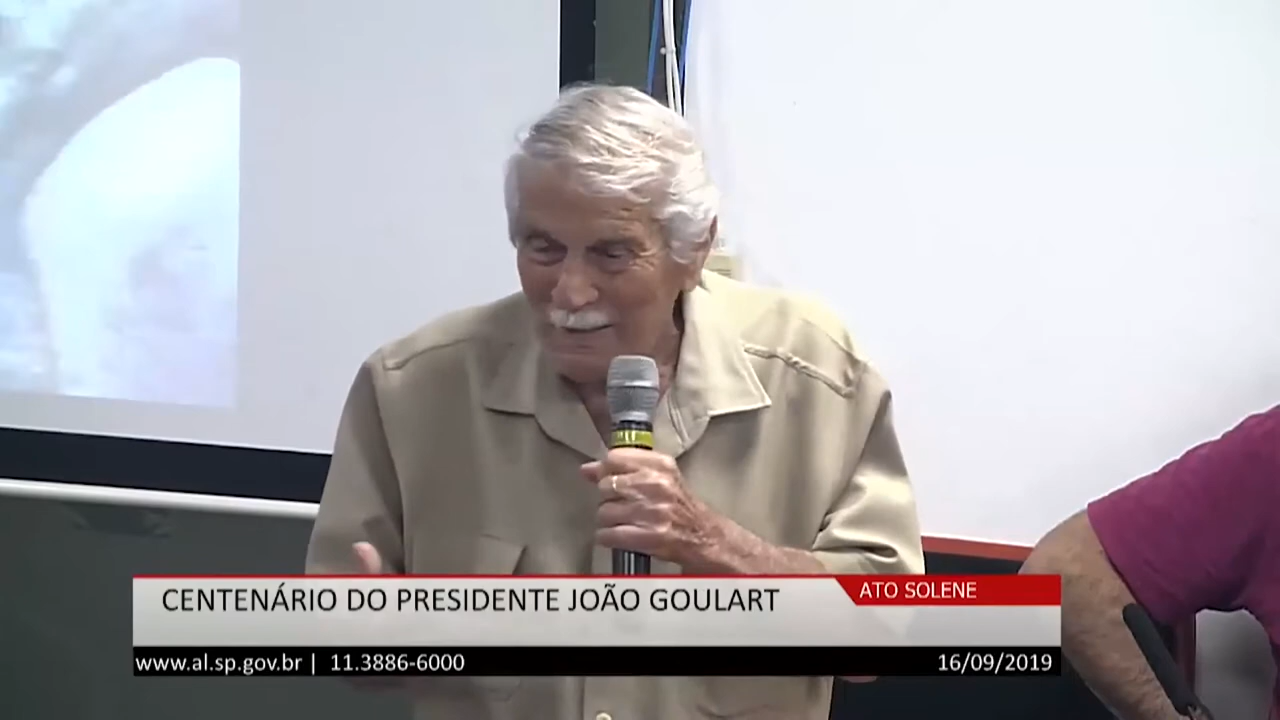 CENTENÁRIO DO PRESIDENTE JOÃO GOULART
ATO SOLENE
www.al.sp.gov.br | 11.3886-6000
16/09/2019